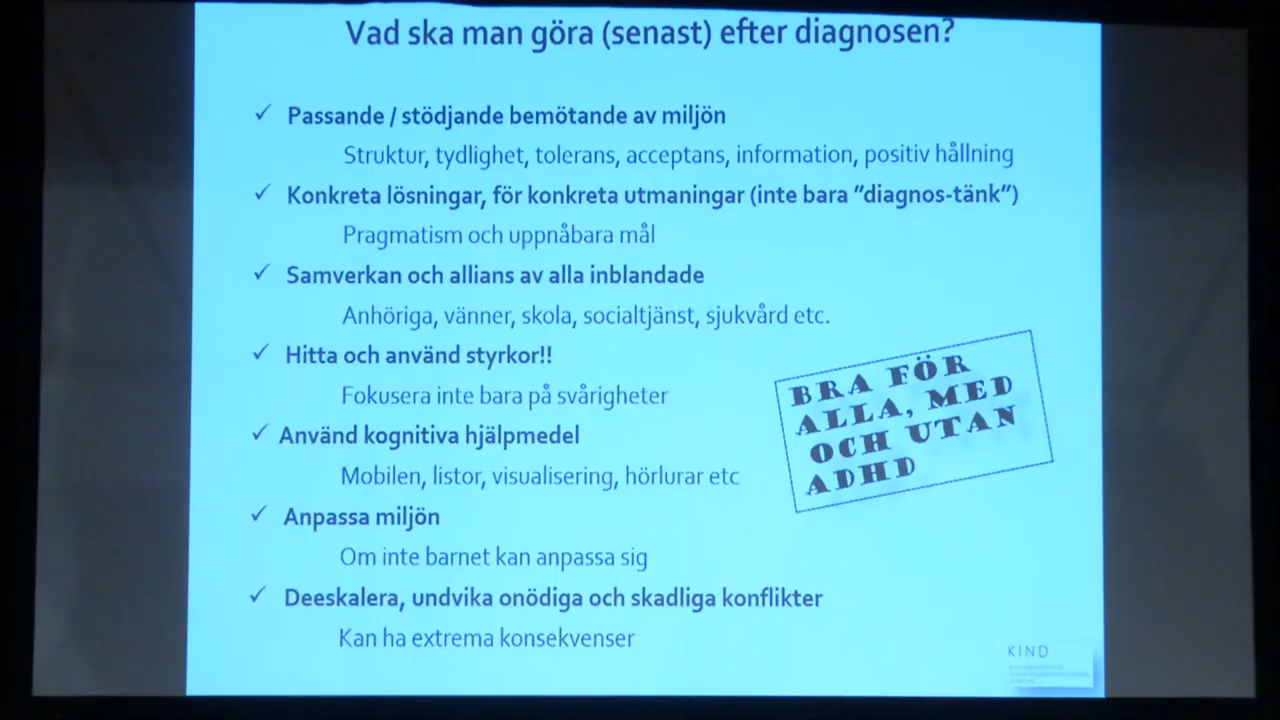 Vad ska man göra (senast) efter diagnosen?
✓ Passande / stödjande bemötande av miljön
Struktur, tydlighet, tolerans, acceptans, information, positiv hållning
✓ Konkreta lösningar, för konkreta utmaningar (inte bara ”diagnos-tänk”)
Pragmatism och uppnåbara mål
✓ Samverkan och allians av alla inblandade
Anhöriga, vänner, skola, socialtjänst, sjukvård etc.
✓ Hitta och använd styrkor!!
Fokusera inte bara på svårigheter
✓ Använd kognitiva hjälpmedel
Mobilen, listor, visualisering, hörlurar etc
✓ Anpassa miljön
Om inte barnet kan anpassa sig
✓ Deeskalera, undvika onödiga och skadliga konflikter
Kan ha extrema konsekvenser
BRA FÖR
ALLA, MED
OCH UTAN
ADHD
KIND